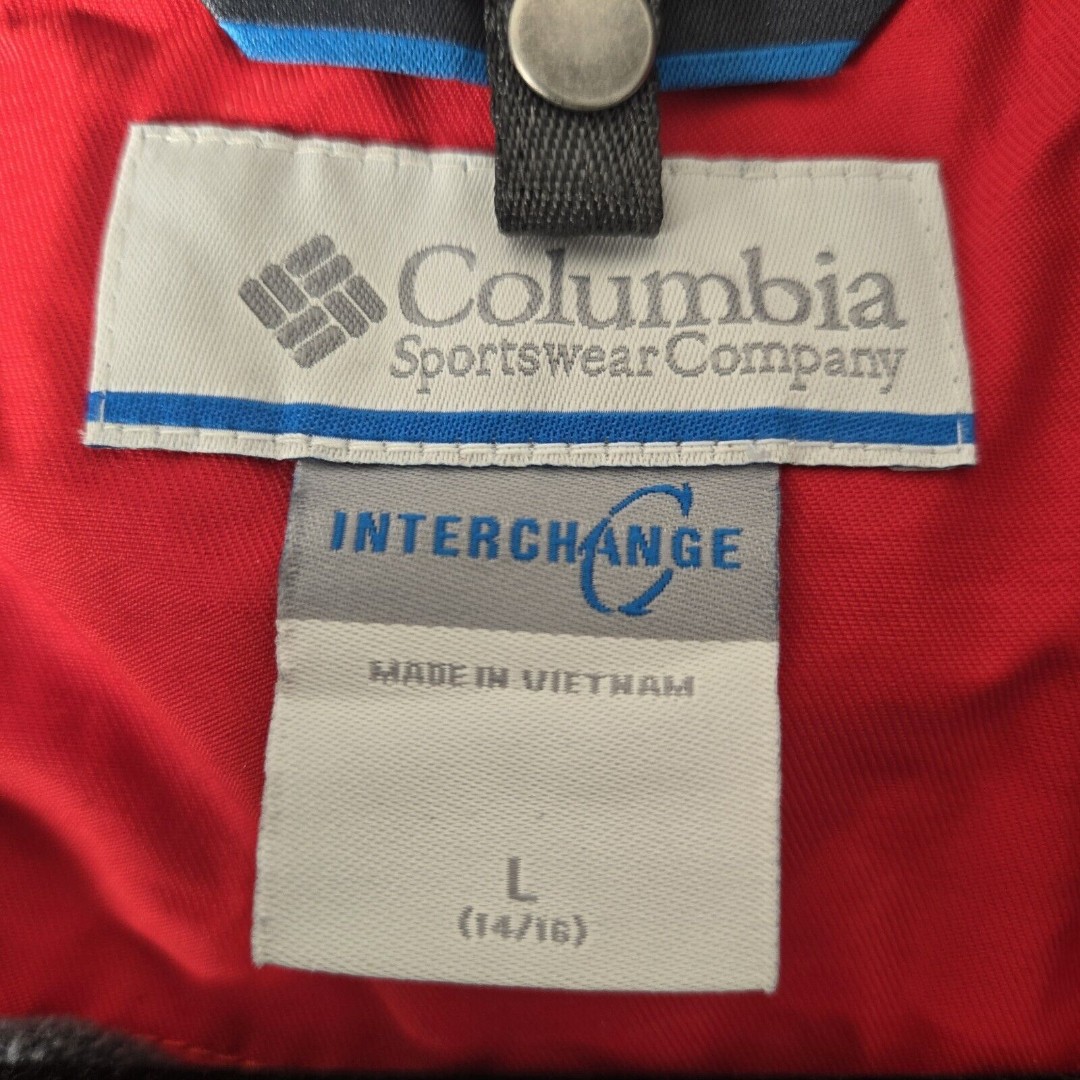 Columbia
Sportswear Company
INTERCHANGE
MADE IN VIETNAM
L
(14/16)